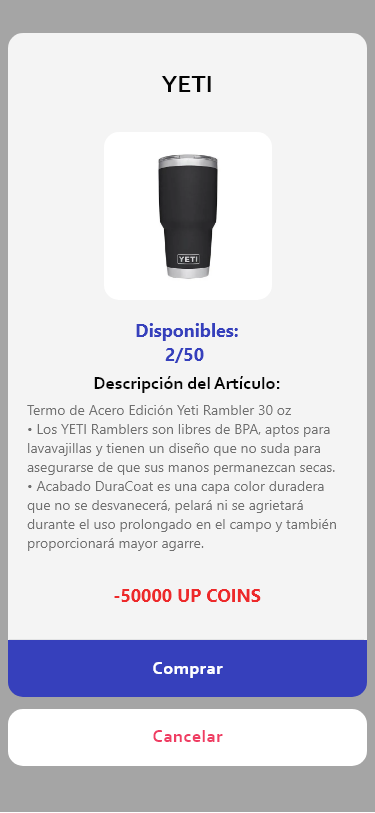 YETI
YETI
Disponibles:
2/50
Descripción del Artículo:
Termo de Acero Edición Yeti Rambler 30 oz
• Los YETI Ramblers son libres de BPA, aptos para
lavavajillas y tienen un diseño que no suda para
asegurarse de que sus manos permanezcan secas.
• Acabado DuraCoat es una capa color duradera
que no se desvanecerá, pelará ni se agrietará
durante el uso prolongado en el campo y también
proporcionará mayor agarre.
-50000 UP COINS
Comprar
Cancelar